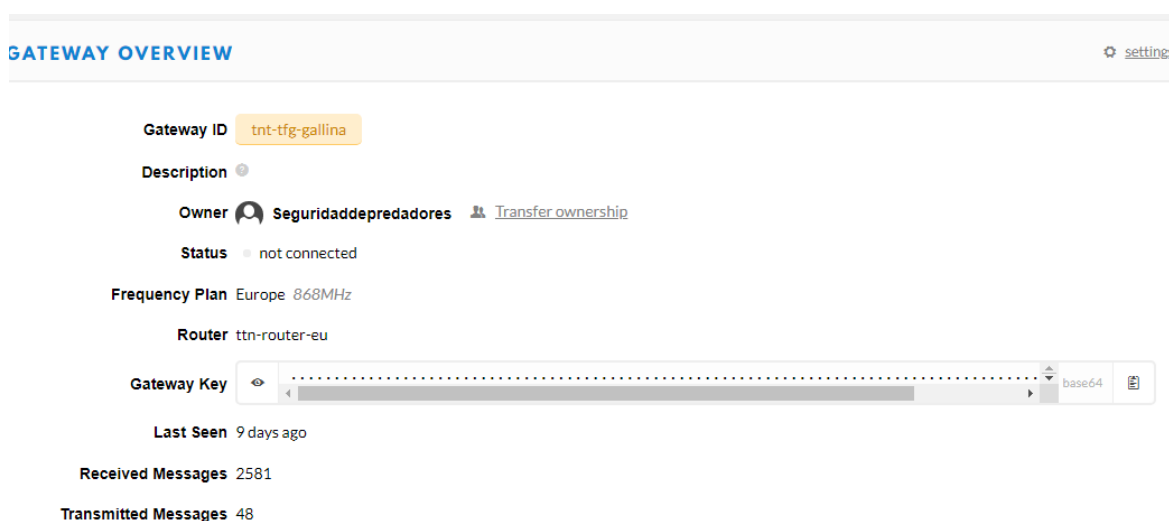 GATEWAY OVERVIEW settings
Gateway ID tnt-tfg-gallina
Description
Owner Seguridaddepredadores Transfer ownership
Status not connected
Frequency Plan Europe 868MHz
Router ttn-router-eu
Gateway Key base64
Last Seen 9 days ago
Received Messages 2581
Transmitted Messages 48